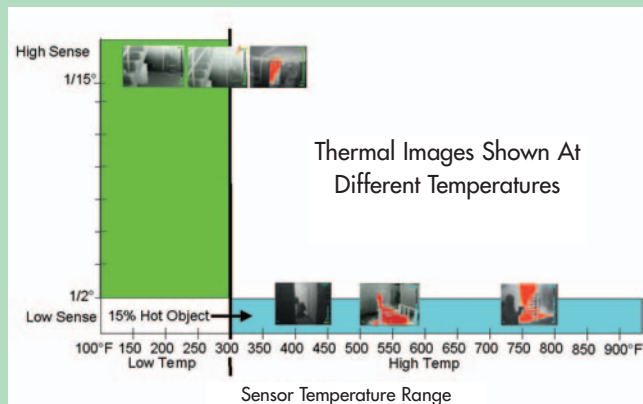 High Sense
1/15°
Thermal Images Shown At
Different Temperatures
1/2°
Low Sense
15% Hot Object
100°F 150 200 250 300 350 400 450 500 550 600 650 700 750 800 850 900°F
Low Temp High Temp
Sensor Temperature Range